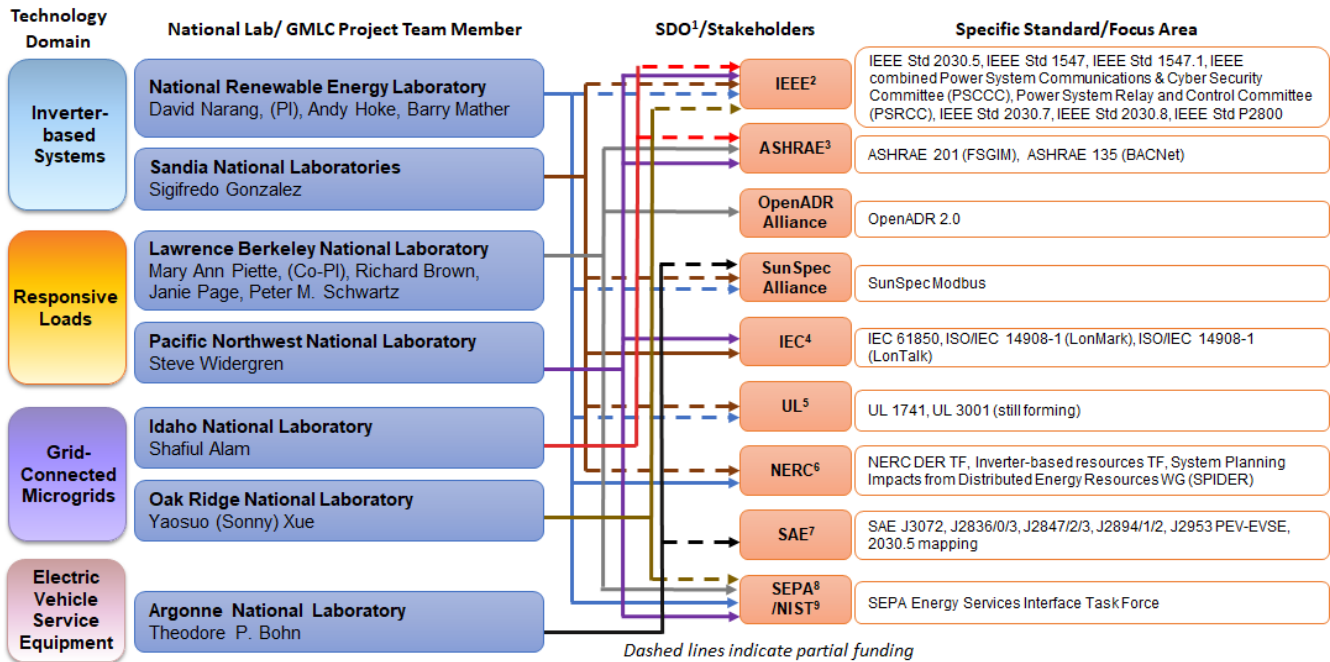 Technology
Domain
National Lab/ GMLC Project Team Member
SDO¹/Stakeholders
Specific Standard/Focus Area
Inverter-
based
Systems
National Renewable Energy Laboratory
David Narang, (PI), Andy Hoke, Barry Mather
Sandia National Laboratories
Sigifredo Gonzalez
Responsive
Loads
Lawrence Berkeley National Laboratory
Mary Ann Piette, (Co-PI), Richard Brown,
Janie Page, Peter M. Schwartz
Pacific Northwest National Laboratory
Steve Widergren
Grid-
Connected
Microgrids
Idaho National Laboratory
Shafiul Alam
Oak Ridge National Laboratory
Yaosuo (Sonny) Xue
Electric
Vehicle
Service
Equipment
Argonne National Laboratory
Theodore P. Bohn
IEEE²
IEEE Std 2030.5, IEEE Std 1547, IEEE Std 1547.1, IEEE
combined Power System Communications & Cyber Security
Committee (PSCCC), Power System Relay and Control Committee
(PSRCC), IEEE Std 2030.7, IEEE Std 2030.8, IEEE Std P2800
ASHRAE³
ASHRAE 201 (FSGIM), ASHRAE 135 (BACNet)
OpenADR
Alliance
OpenADR 2.0
SunSpec
Alliance
SunSpec Modbus
IEC⁴
IEC 61850, ISO/IEC 14908-1 (LonMark), ISO/IEC 14908-1
(LonTalk)
UL⁵
UL 1741, UL 3001 (still forming)
NERC⁶
NERC DER TF, Inverter-based resources TF, System Planning
Impacts from Distributed Energy Resources WG (SPIDER)
SAE⁷
SAE J3072, J2836/0/3, J2847/2/3, J2894/1/2, J2953 PEV-EVSE,
2030.5 mapping
SEPA⁸
/NIST⁹
SEPA Energy Services Interface Task Force
Dashed lines indicate partial funding